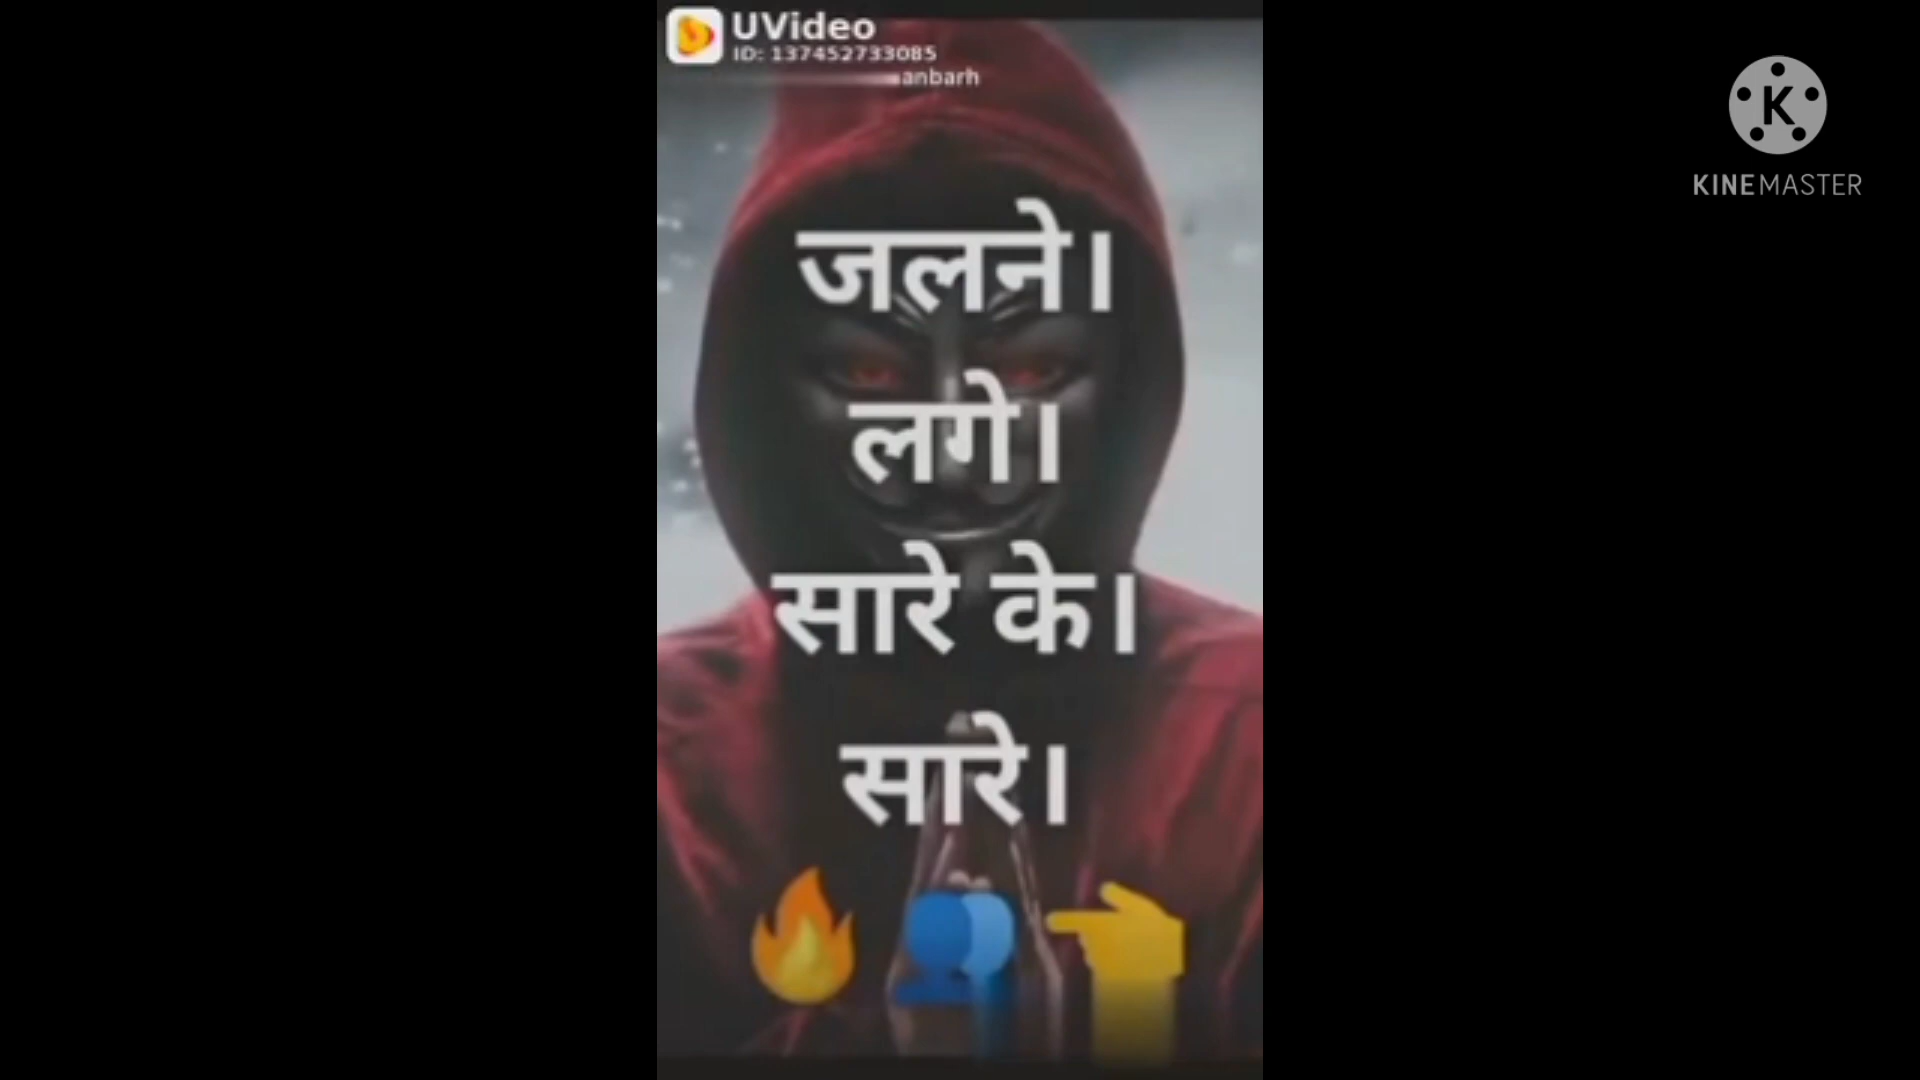 UVideo
ID: 137452733085
anbarh
KINEMASTER
जलने।
लगे।
सारे के।
सारे।